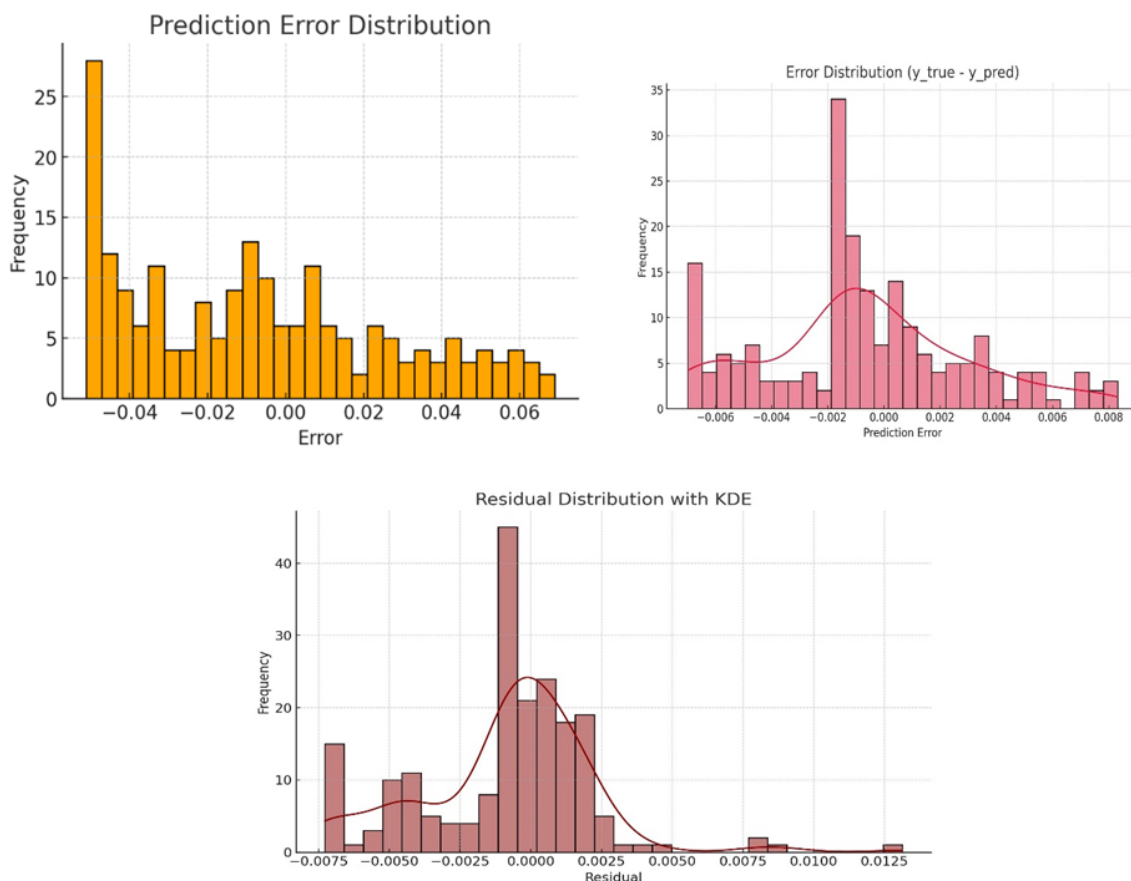 Prediction Error Distribution
Frequency
25
20
15
10
5
0
−0.04 −0.02 0.00 0.02 0.04 0.06
Error
Error Distribution (y_true - y_pred)
Frequency
35
30
25
20
15
10
5
0
−0.006 −0.004 −0.002 0.000 0.002 0.004 0.006 0.008
Prediction Error
Residual Distribution with KDE
Frequency
40
30
20
10
0
−0.0075 −0.0050 −0.0025 0.0000 0.0025 0.0050 0.0075 0.0100 0.0125
Residual